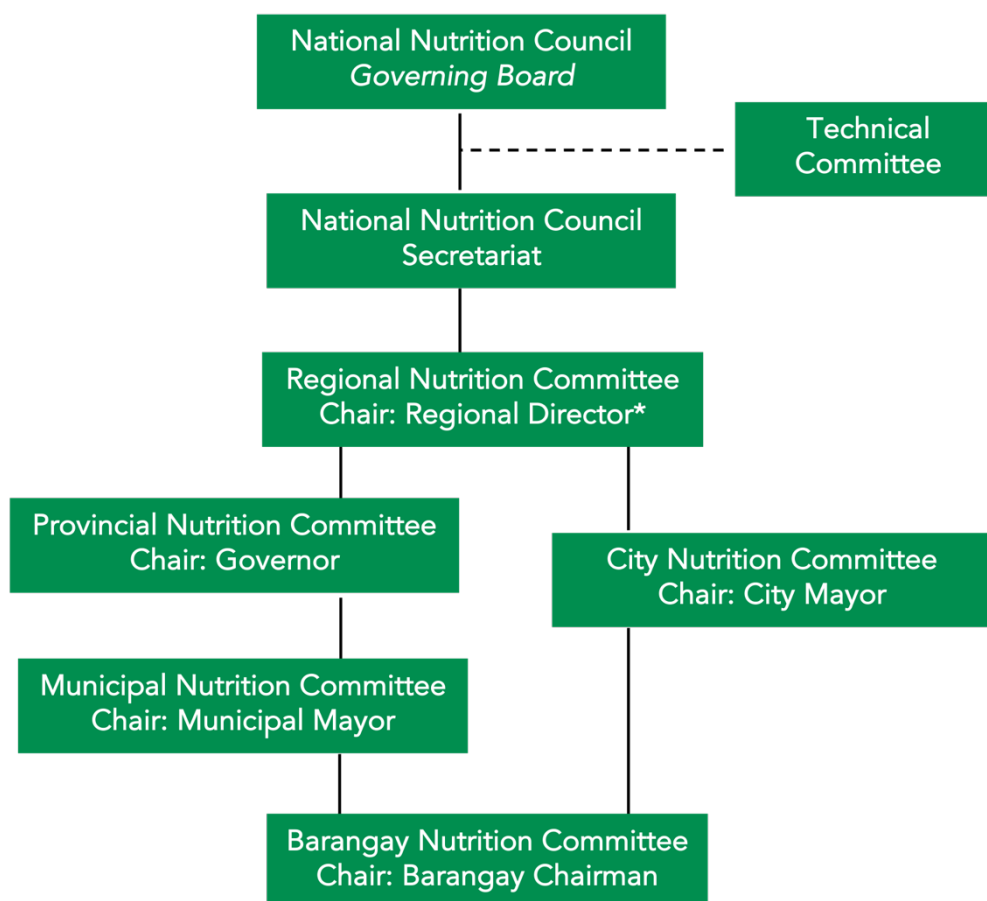 National Nutrition Council
Governing Board
Technical
Committee
National Nutrition Council
Secretariat
Regional Nutrition Committee
Chair: Regional Director*
Provincial Nutrition Committee
Chair: Governor
City Nutrition Committee
Chair: City Mayor
Municipal Nutrition Committee
Chair: Municipal Mayor
Barangay Nutrition Committee
Chair: Barangay Chairman